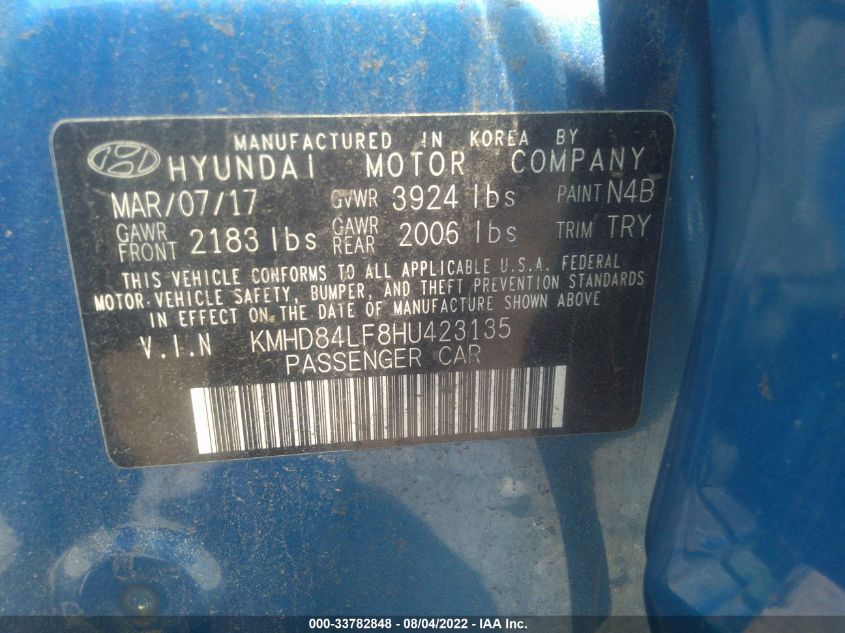 MANUFACTURED IN KOREA BY
HYUNDAI MOTOR COMPANY
MAR/07/17 GVWR 3924 lbs PAINT N4B
GAWR FRONT 2183 lbs GAWR REAR 2006 lbs TRIM TRY
THIS VEHICLE CONFORMS TO ALL APPLICABLE U.S.A. FEDERAL
MOTOR VEHICLE SAFETY, BUMPER, AND THEFT PREVENTION STANDARDS
IN EFFECT ON THE DATE OF MANUFACTURE SHOWN ABOVE
V.I.N KMHD84LF8HU423135
PASSENGER CAR
000-33782848 - 08/04/2022 - IAA Inc.